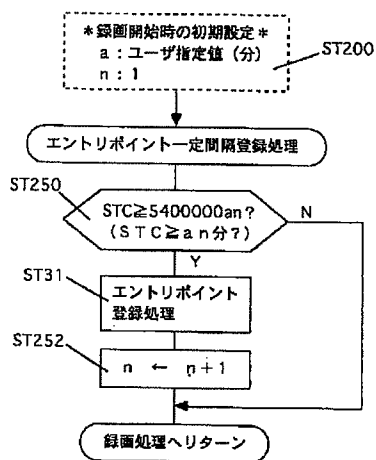 *録画開始時の初期設定*
a:ユーザ指定値(分)
n:1
ST200
エントリポイント一定間隔登録処理
ST250
STC≧5400000an?
(STC≧an分?)
N
Y
ST31
エントリポイント
登録処理
ST252
n ← n+1
録画処理へリターン